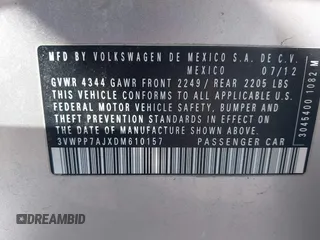 MFD. BY VOLKSWAGEN DE MEXICO S.A. DE C.V.
MEXICO 07/12
GVWR 4344 GAWR FRONT 2249 / REAR 2205 LBS
THIS VEHICLE CONFORMS TO ALL APPLICABLE
FEDERAL MOTOR VEHICLE SAFETY, BUMPER AND
THEFT PREVENTION STANDARDS IN EFFECT ON
THE DATE OF MANUFACTURE SHOWN ABOVE.
3VWPP7AJXDM610157 PASSENGER CAR
3045400 1082 M
DREAMBID